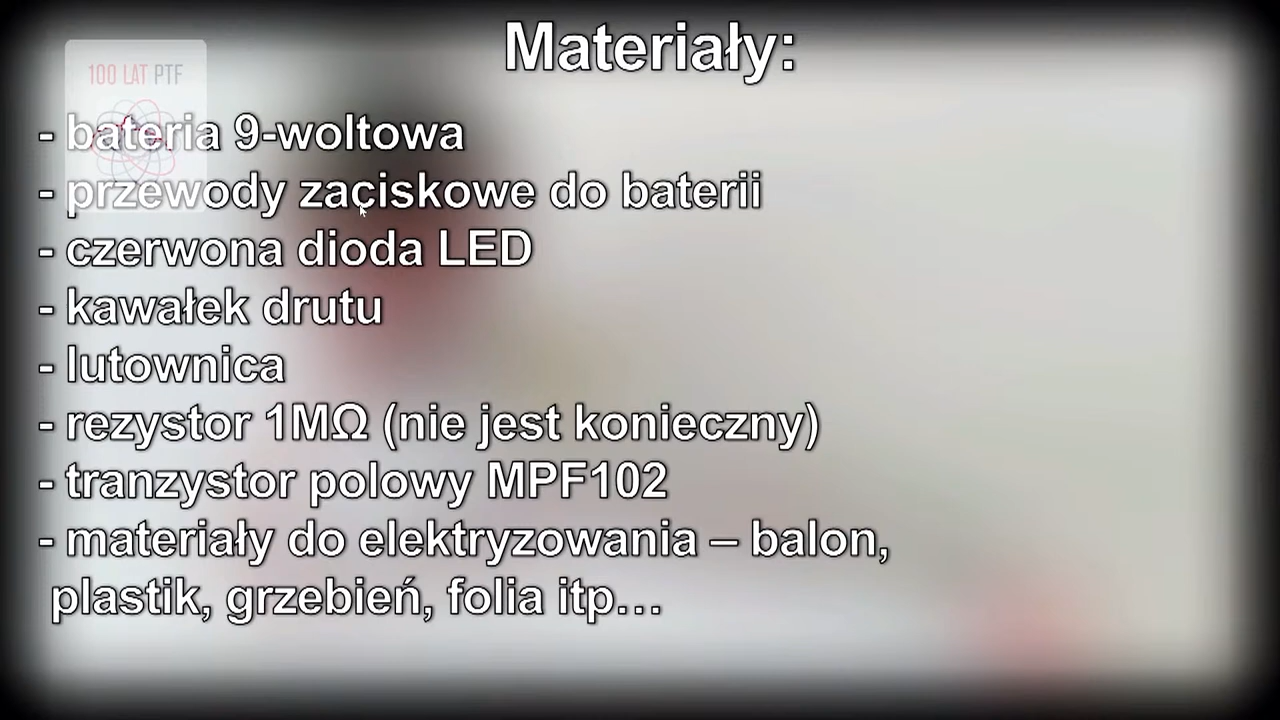 Materiały:
100 LAT PTF
- bateria 9-woltowa
- przewody zaciskowe do baterii
- czerwona dioda LED
- kawałek drutu
- lutownica
- rezystor 1MΩ (nie jest konieczny)
- tranzystor polowy MPF102
- materiały do elektryzowania – balon,
plastik, grzebień, folia itp…